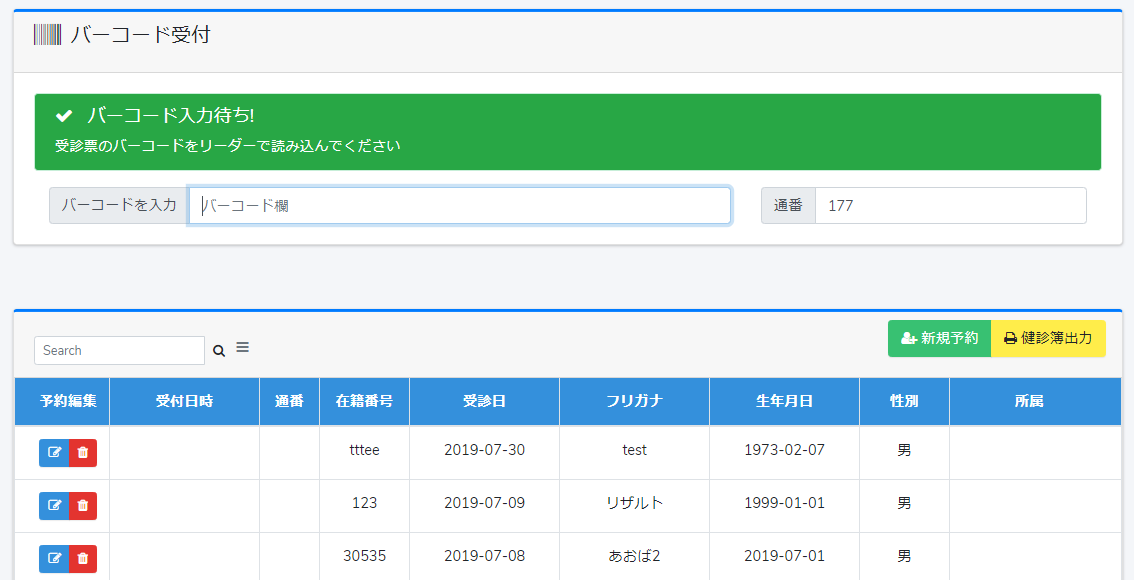 バーコード受付
バーコード入力待ち!
受診票のバーコードをリーダーで読み込んでください
バーコードを入力 バーコード欄 通番 177
Search 新規予約 健診簿出力
予約編集 受付日時 通番 在籍番号 受診日 フリガナ 生年月日 性別 所属
tttee 2019-07-30 test 1973-02-07 男
123 2019-07-09 リザルト 1999-01-01 男
30535 2019-07-08 あおば2 2019-07-01 男